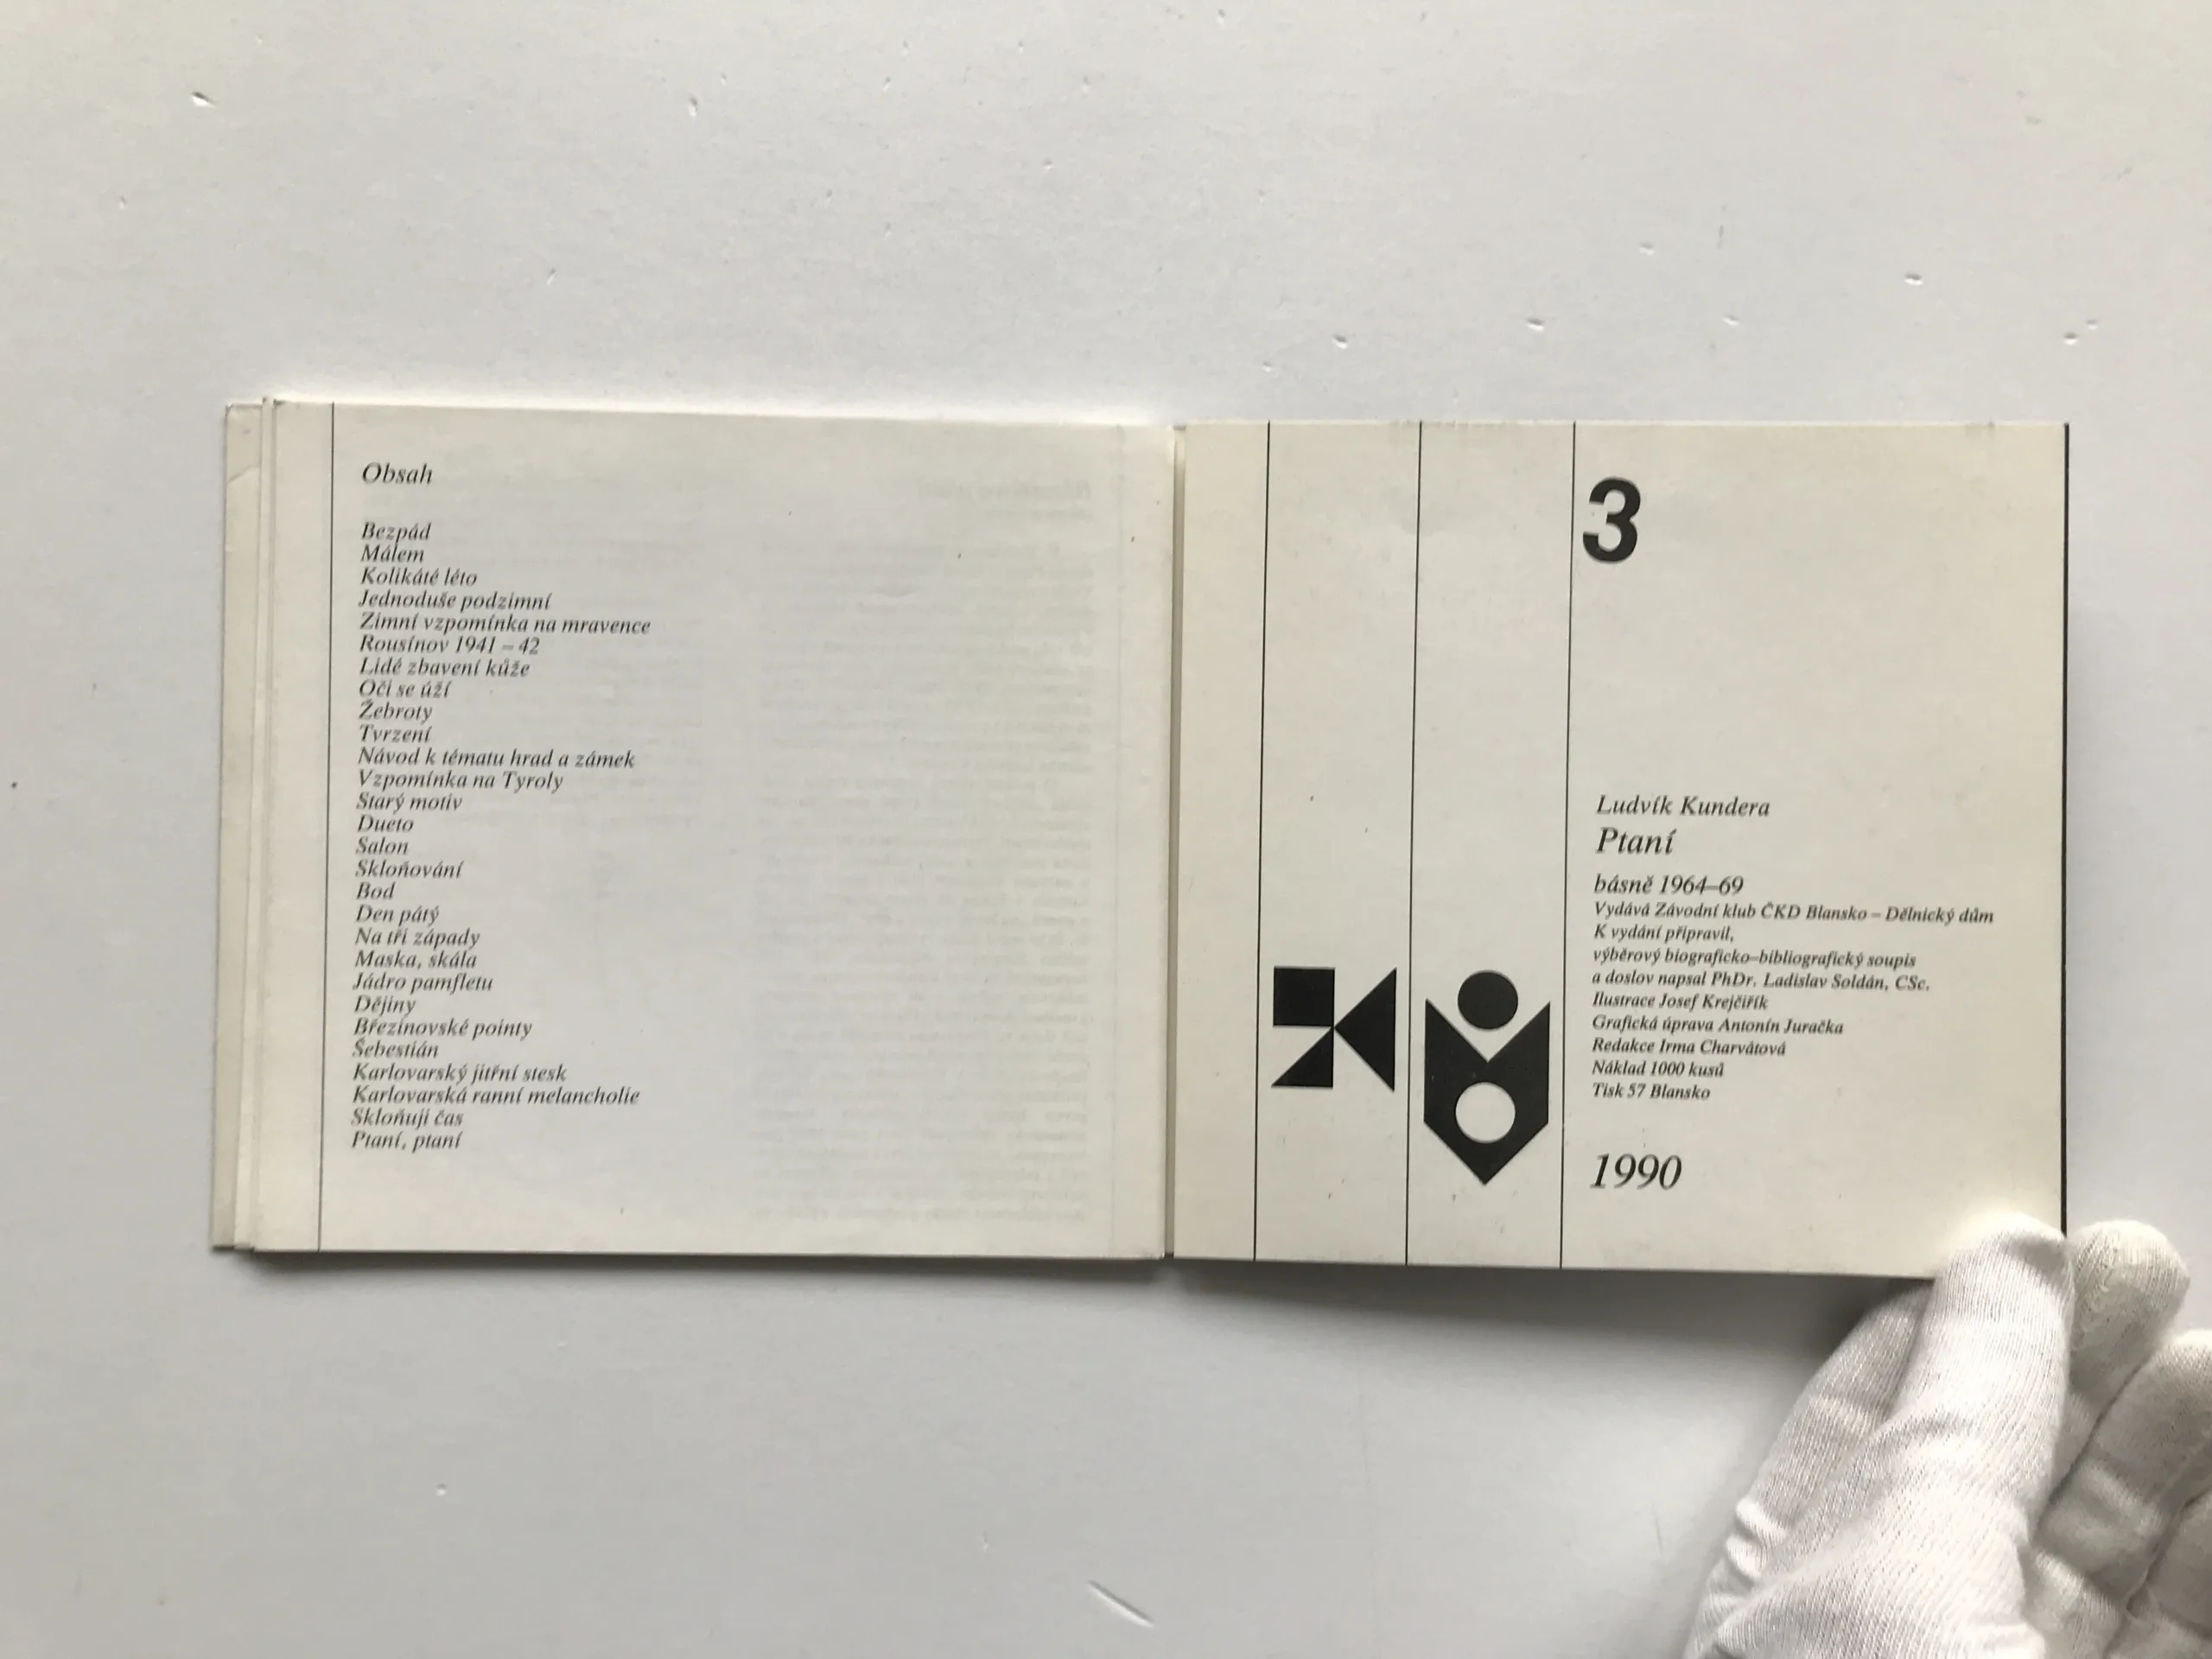 Obsah
Bezpád
Málem
Kolikáté léto
Jednoduše podzimní
Zimní vzpomínka na mravence
Rousínov 1941 – 42
Lidé zbavení kůže
Oči se úží
Žebroty
Tvrzení
Návod k tématu hrad a zámek
Vzpomínka na Tyroly
Starý motiv
Dueto
Salon
Skloňování
Bod
Den pátý
Na tři západy
Maska, skála
Jádro pamfletu
Dějiny
Březinovské pointy
Šebestián
Karlovarský jitřní stesk
Karlovarská ranní melancholie
Skloňuji čas
Ptaní, ptaní
3
Ludvík Kundera
Ptaní
básně 1964–69
Vydává Závodní klub ČKD Blansko – Dělnický dům
K vydání připravil,
výběrový biograficko–bibliografický soupis
a doslov napsal PhDr. Ladislav Soldán, CSc.
Ilustrace Josef Krejčiřík
Grafická úprava Antonín Juračka
Redakce Irma Charvátová
Náklad 1000 kusů
Tisk 57 Blansko
1990